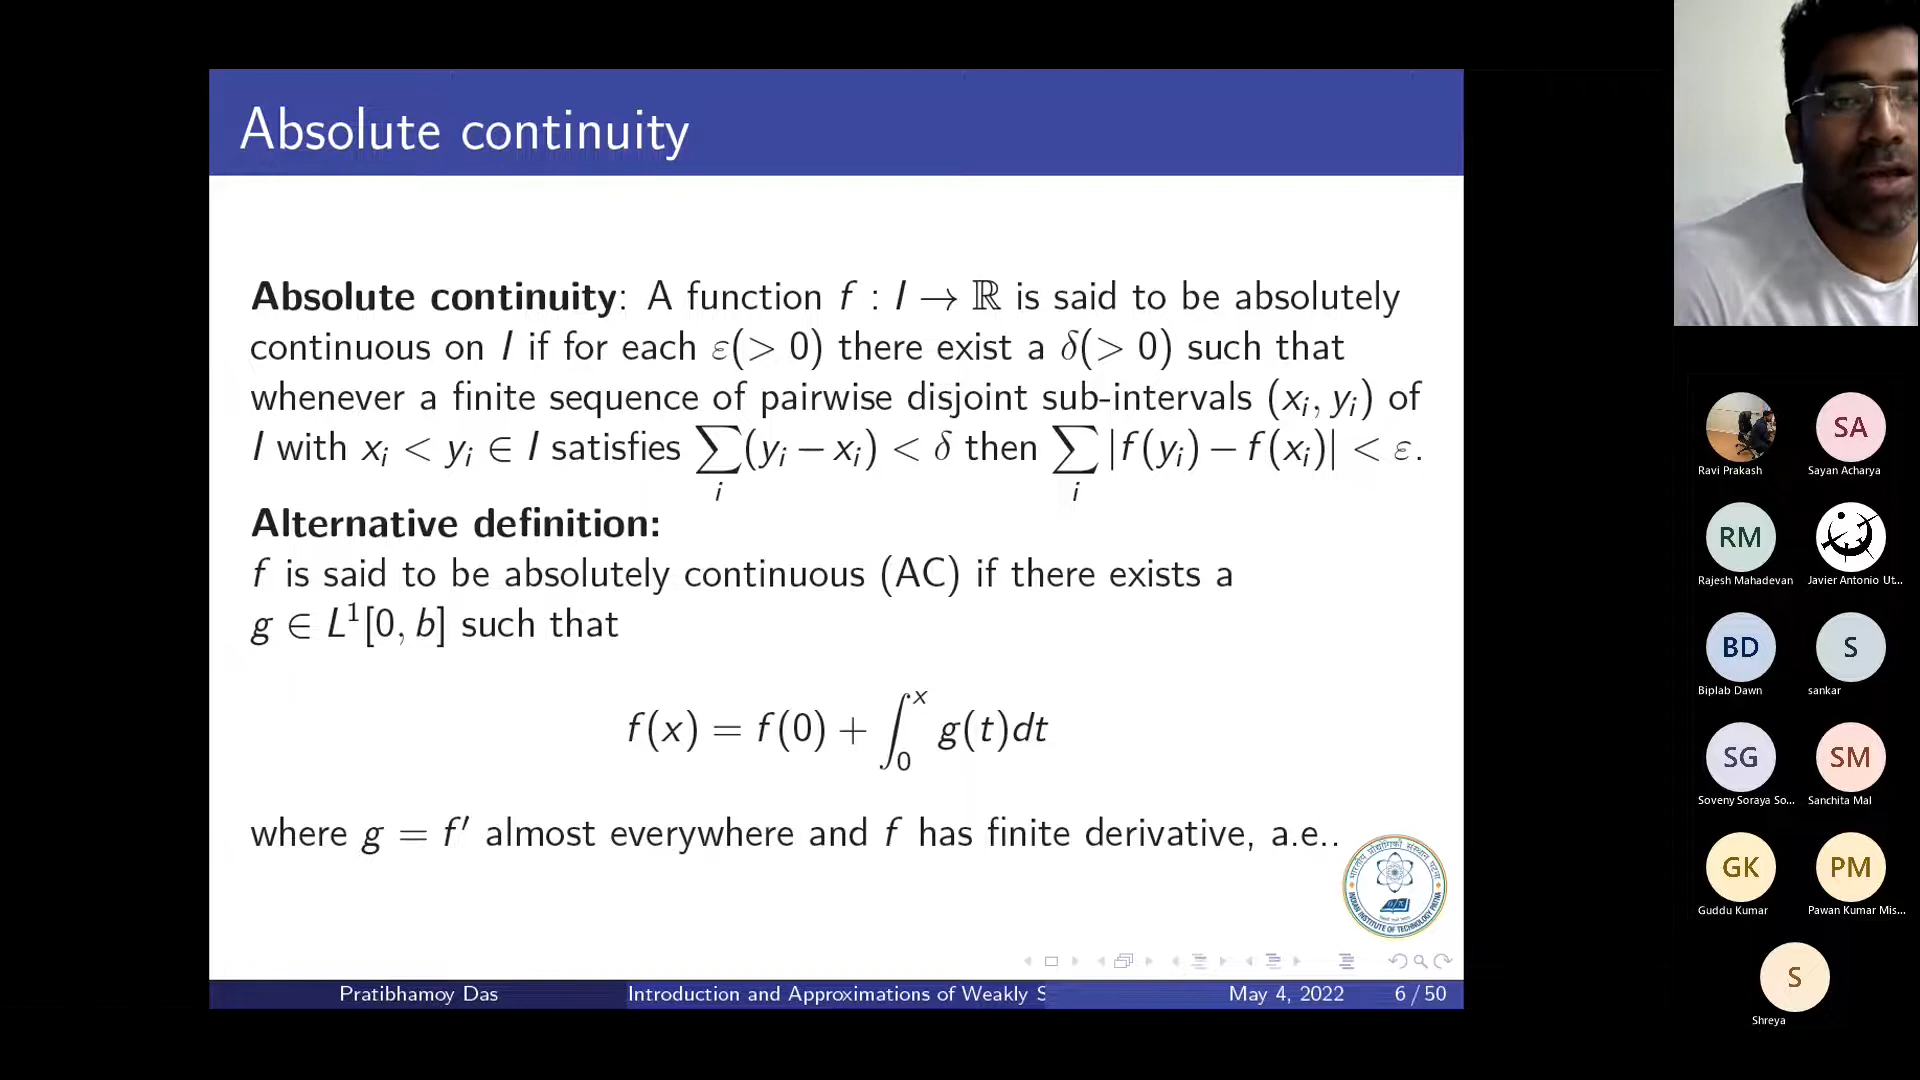 Absolute continuity
Absolute continuity: A function f : I → ℝ is said to be absolutely
continuous on I if for each ε(> 0) there exist a δ(> 0) such that
whenever a finite sequence of pairwise disjoint sub-intervals (xᵢ, yᵢ) of
I with xᵢ < yᵢ ∈ I satisfies ∑ᵢ(yᵢ − xᵢ) < δ then ∑ᵢ |f(yᵢ) − f(xᵢ)| < ε.
Alternative definition:
f is said to be absolutely continuous (AC) if there exists a
g ∈ L¹[0, b] such that
f(x) = f(0) + ∫₀ˣ g(t)dt
where g = f′ almost everywhere and f has finite derivative, a.e..
INDIAN INSTITUTE OF TECHNOLOGY PATNA
Pratibhamoy Das Introduction and Approximations of Weakly S May 4, 2022 6 / 50
SA
Ravi Prakash Sayan Acharya
RM
Rajesh Mahadevan Javier Antonio Ut...
BD S
Biplab Dawn sankar
SG SM
Soveny Soraya So... Sanchita Mal
GK PM
Guddu Kumar Pawan Kumar Mis...
S
Shreya